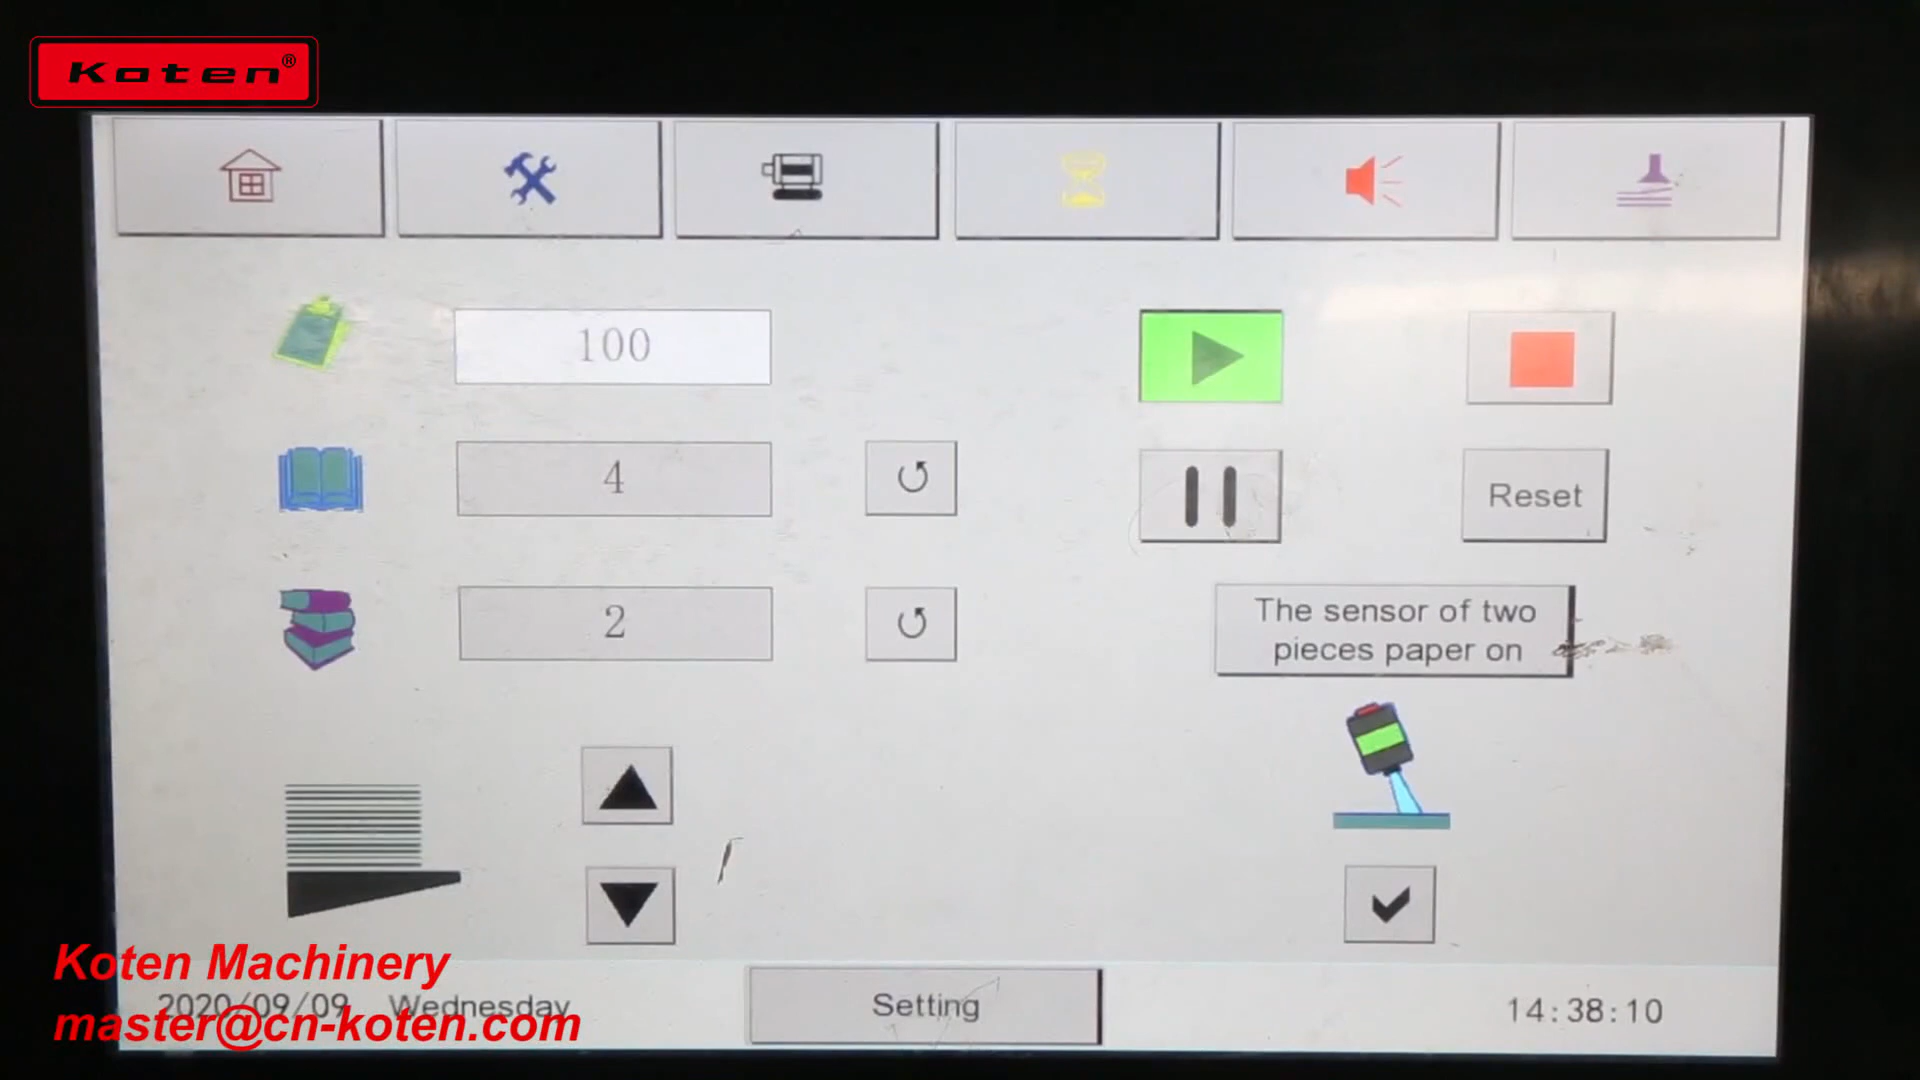 Koten®
100
4
2
Reset
The sensor of two
pieces paper on
Koten Machinery
2020/09/09 Wednesday
master@cn-koten.com
Setting
14:38:10